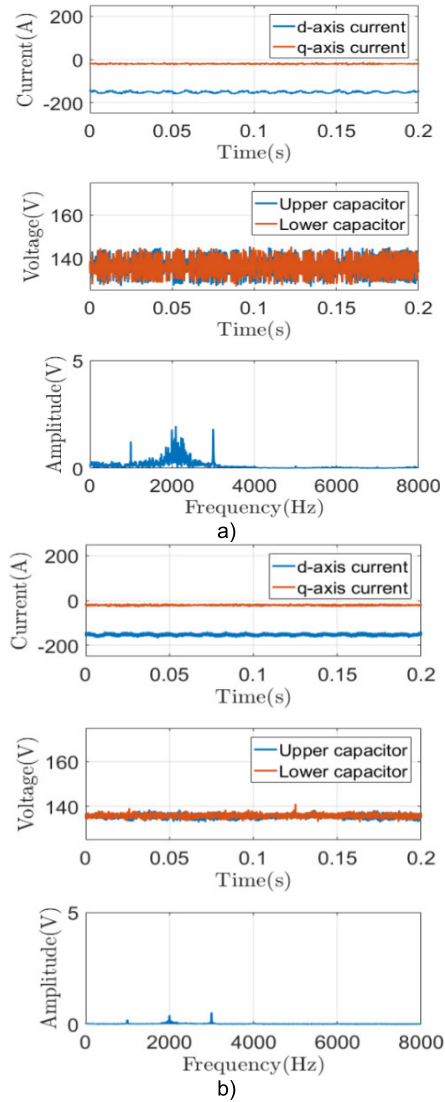 Current(A)
200
0
-200
d-axis current
q-axis current
0 0.05 0.1 0.15 0.2
Time(s)
Voltage(V)
160
140
Upper capacitor
Lower capacitor
0 0.05 0.1 0.15 0.2
Time(s)
Amplitude(V)
5
0
0 2000 4000 6000 8000
Frequency(Hz)
a)
Current(A)
200
0
-200
d-axis current
q-axis current
0 0.05 0.1 0.15 0.2
Time(s)
Voltage(V)
160
140
Upper capacitor
Lower capacitor
0 0.05 0.1 0.15 0.2
Time(s)
Amplitude(V)
5
0
0 2000 4000 6000 8000
Frequency(Hz)
b)